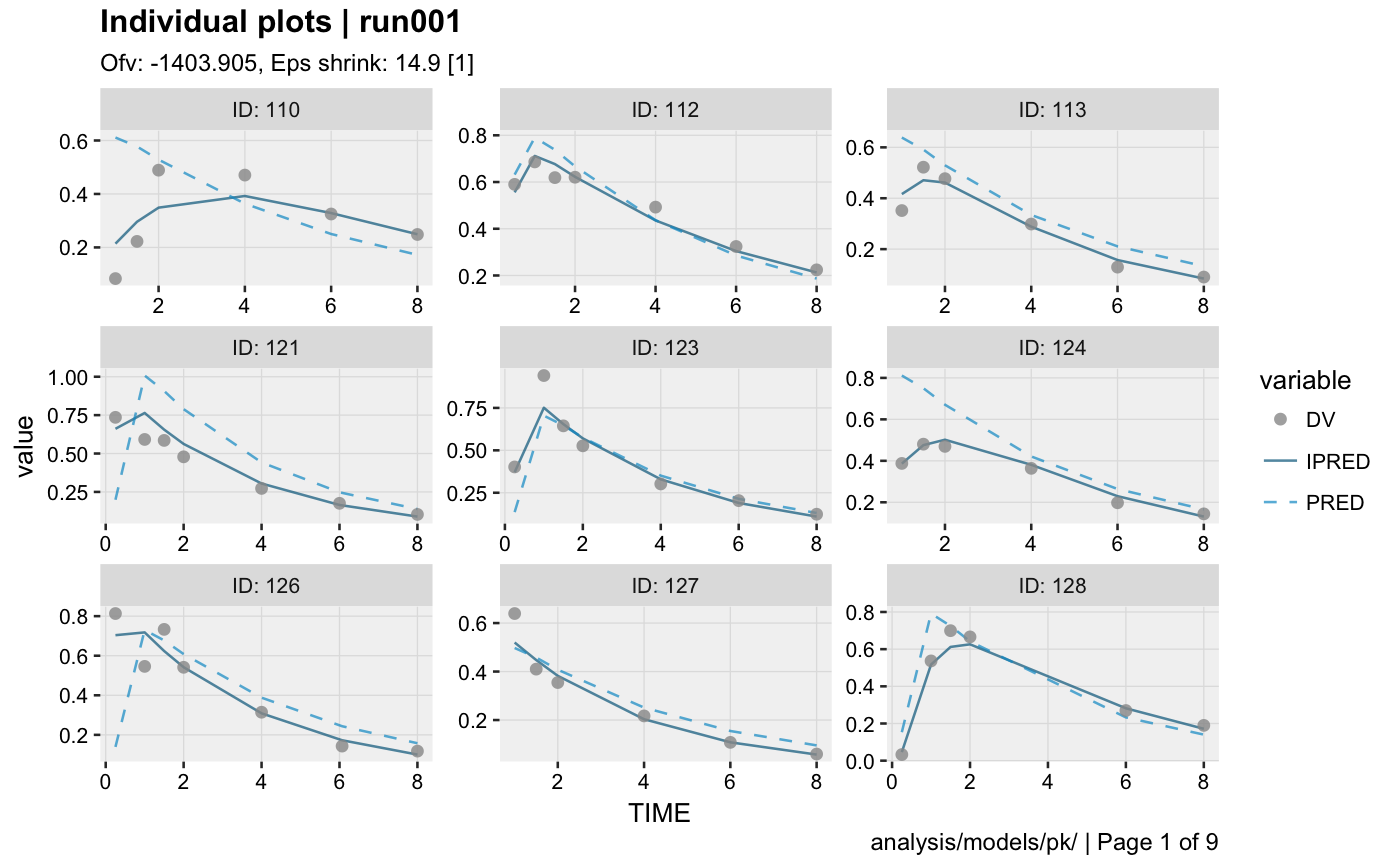 Individual plots | run001
Ofv: -1403.905, Eps shrink: 14.9 [1]
ID: 110
0.6
0.4
0.2
2 4 6 8
ID: 112
0.8
0.6
0.4
0.2
2 4 6 8
ID: 113
0.6
0.4
0.2
2 4 6 8
ID: 121
1.00
0.75
0.50
0.25
0 2 4 6 8
ID: 123
0.75
0.50
0.25
0 2 4 6 8
ID: 124
0.8
0.6
0.4
0.2
2 4 6 8
ID: 126
0.8
0.6
0.4
0.2
0 2 4 6 8
ID: 127
0.6
0.4
0.2
2 4 6 8
ID: 128
0.8
0.6
0.4
0.2
0.0
0 2 4 6 8
value
TIME
variable
DV
IPRED
PRED
analysis/models/pk/ | Page 1 of 9